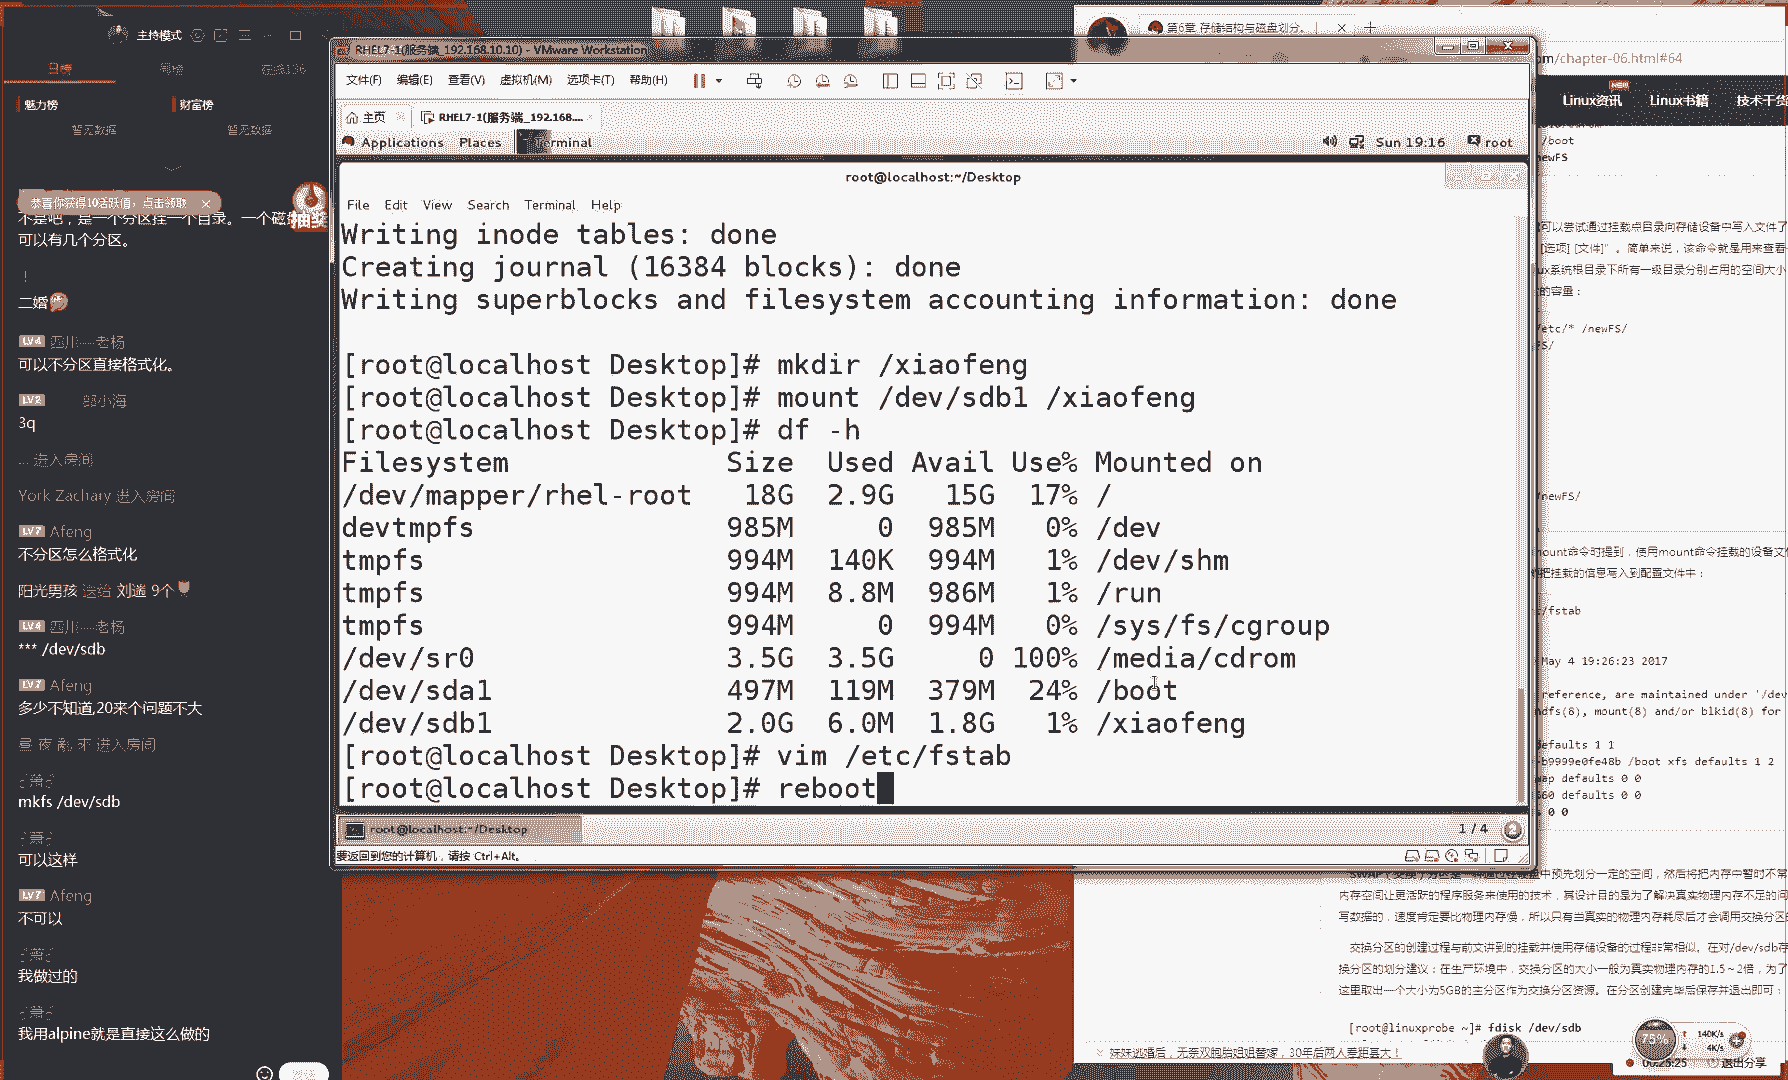 主持模式
魅力榜
财富榜
暂无数据
暂无数据
恭喜你获得10活跃值，点击领取
抽奖
不是吧，是一个分区挂一个目录。一个磁
可以有几个分区。
！
二婚
LV4
可以不分区直接格式化。
LV2 郭小海
3q
... 进入房间
York Zachary 进入房间
LV7 Afeng
不分区怎么格式化
阳光男孩 送给 刘遄 9个
LV4
*** /dev/sdb
LV7 Afeng
多少不知道,20来个问题不大
进入房间
mkfs /dev/sdb
可以这样
LV7 Afeng
不可以
我做过的
我用alpine就是直接这么做的
RHEL7-1(服务端_192.168.10.10) - VMware Workstation
文件(F) 编辑(E) 查看(V) 虚拟机(M) 选项卡(T) 帮助(H)
主页
RHEL7-1(服务端_192.168....
Applications Places Terminal
Sun 19:16 root
root@localhost:~/Desktop
File Edit View Search Terminal Help
Writing inode tables: done
Creating journal (16384 blocks): done
Writing superblocks and filesystem accounting information: done
[root@localhost Desktop]# mkdir /xiaofeng
[root@localhost Desktop]# mount /dev/sdb1 /xiaofeng
[root@localhost Desktop]# df -h
Filesystem Size Used Avail Use% Mounted on
/dev/mapper/rhel-root 18G 2.9G 15G 17% /
devtmpfs 985M 0 985M 0% /dev
tmpfs 994M 140K 994M 1% /dev/shm
tmpfs 994M 8.8M 986M 1% /run
tmpfs 994M 0 994M 0% /sys/fs/cgroup
/dev/sr0 3.5G 3.5G 0 100% /media/cdrom
/dev/sda1 497M 119M 379M 24% /boot
/dev/sdb1 2.0G 6.0M 1.8G 1% /xiaofeng
[root@localhost Desktop]# vim /etc/fstab
[root@localhost Desktop]# reboot
root@localhost:~/Desktop
1 / 4
要返回到您的计算机，请按 Ctrl+Alt。
第6章 存储结构与磁盘划分。
om/chapter-06.html#64
Linux资讯 Linux书籍 技术干货
/boot
newFS
可以尝试通过挂载点目录向存储设备中写入文件了
[选项] [文件]”。简单来说，该命令就是用来查看
ux系统根目录下所有一级目录分别占用的空间大小
的容量：
/etc/* /newFS/
FS/
newFS/
mount命令时提到，使用mount命令挂载的设备文
把挂载的信息写入到配置文件中：
/fstab
May 4 19:26:23 2017
reference, are maintained under '/dev
ndfs(8), mount(8) and/or blkid(8) for
defaults 1 1
b9999e0fe48b /boot xfs defaults 1 2
wap defaults 0 0
660 defaults 0 0
s 0 0
SWAP（交换）分区是一种通过在硬盘中预先划分一定的空间，然后将把内存中暂时不常
内存空间让更活跃的程序服务来使用的技术，其设计目的是为了解决真实物理内存不足的问
写数据的，速度肯定要比物理内存慢，所以只有当真实的物理内存耗尽后才会调用交换分区
交换分区的创建过程与前文讲到的挂载并使用存储设备的过程非常相似。在对/dev/sdb存
换分区的划分建议：在生产环境中，交换分区的大小一般为真实物理内存的1.5～2倍，为了
这里取出一个大小为5GB的主分区作为交换分区资源。在分区创建完毕后保存并退出即可：
[root@linuxprobe ~]# fdisk /dev/sdb
妹妹逃婚后，无奈双胞胎姐姐替嫁，30年后两人差距甚大！
75%
140K/s
4K/s
退出分享